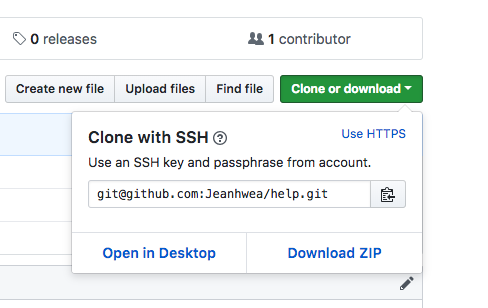 0 releases
1 contributor
Create new file
Upload files
Find file
Clone or download
Clone with SSH
Use HTTPS
Use an SSH key and passphrase from account.
git@github.com:Jeanhwea/help.git
Open in Desktop
Download ZIP